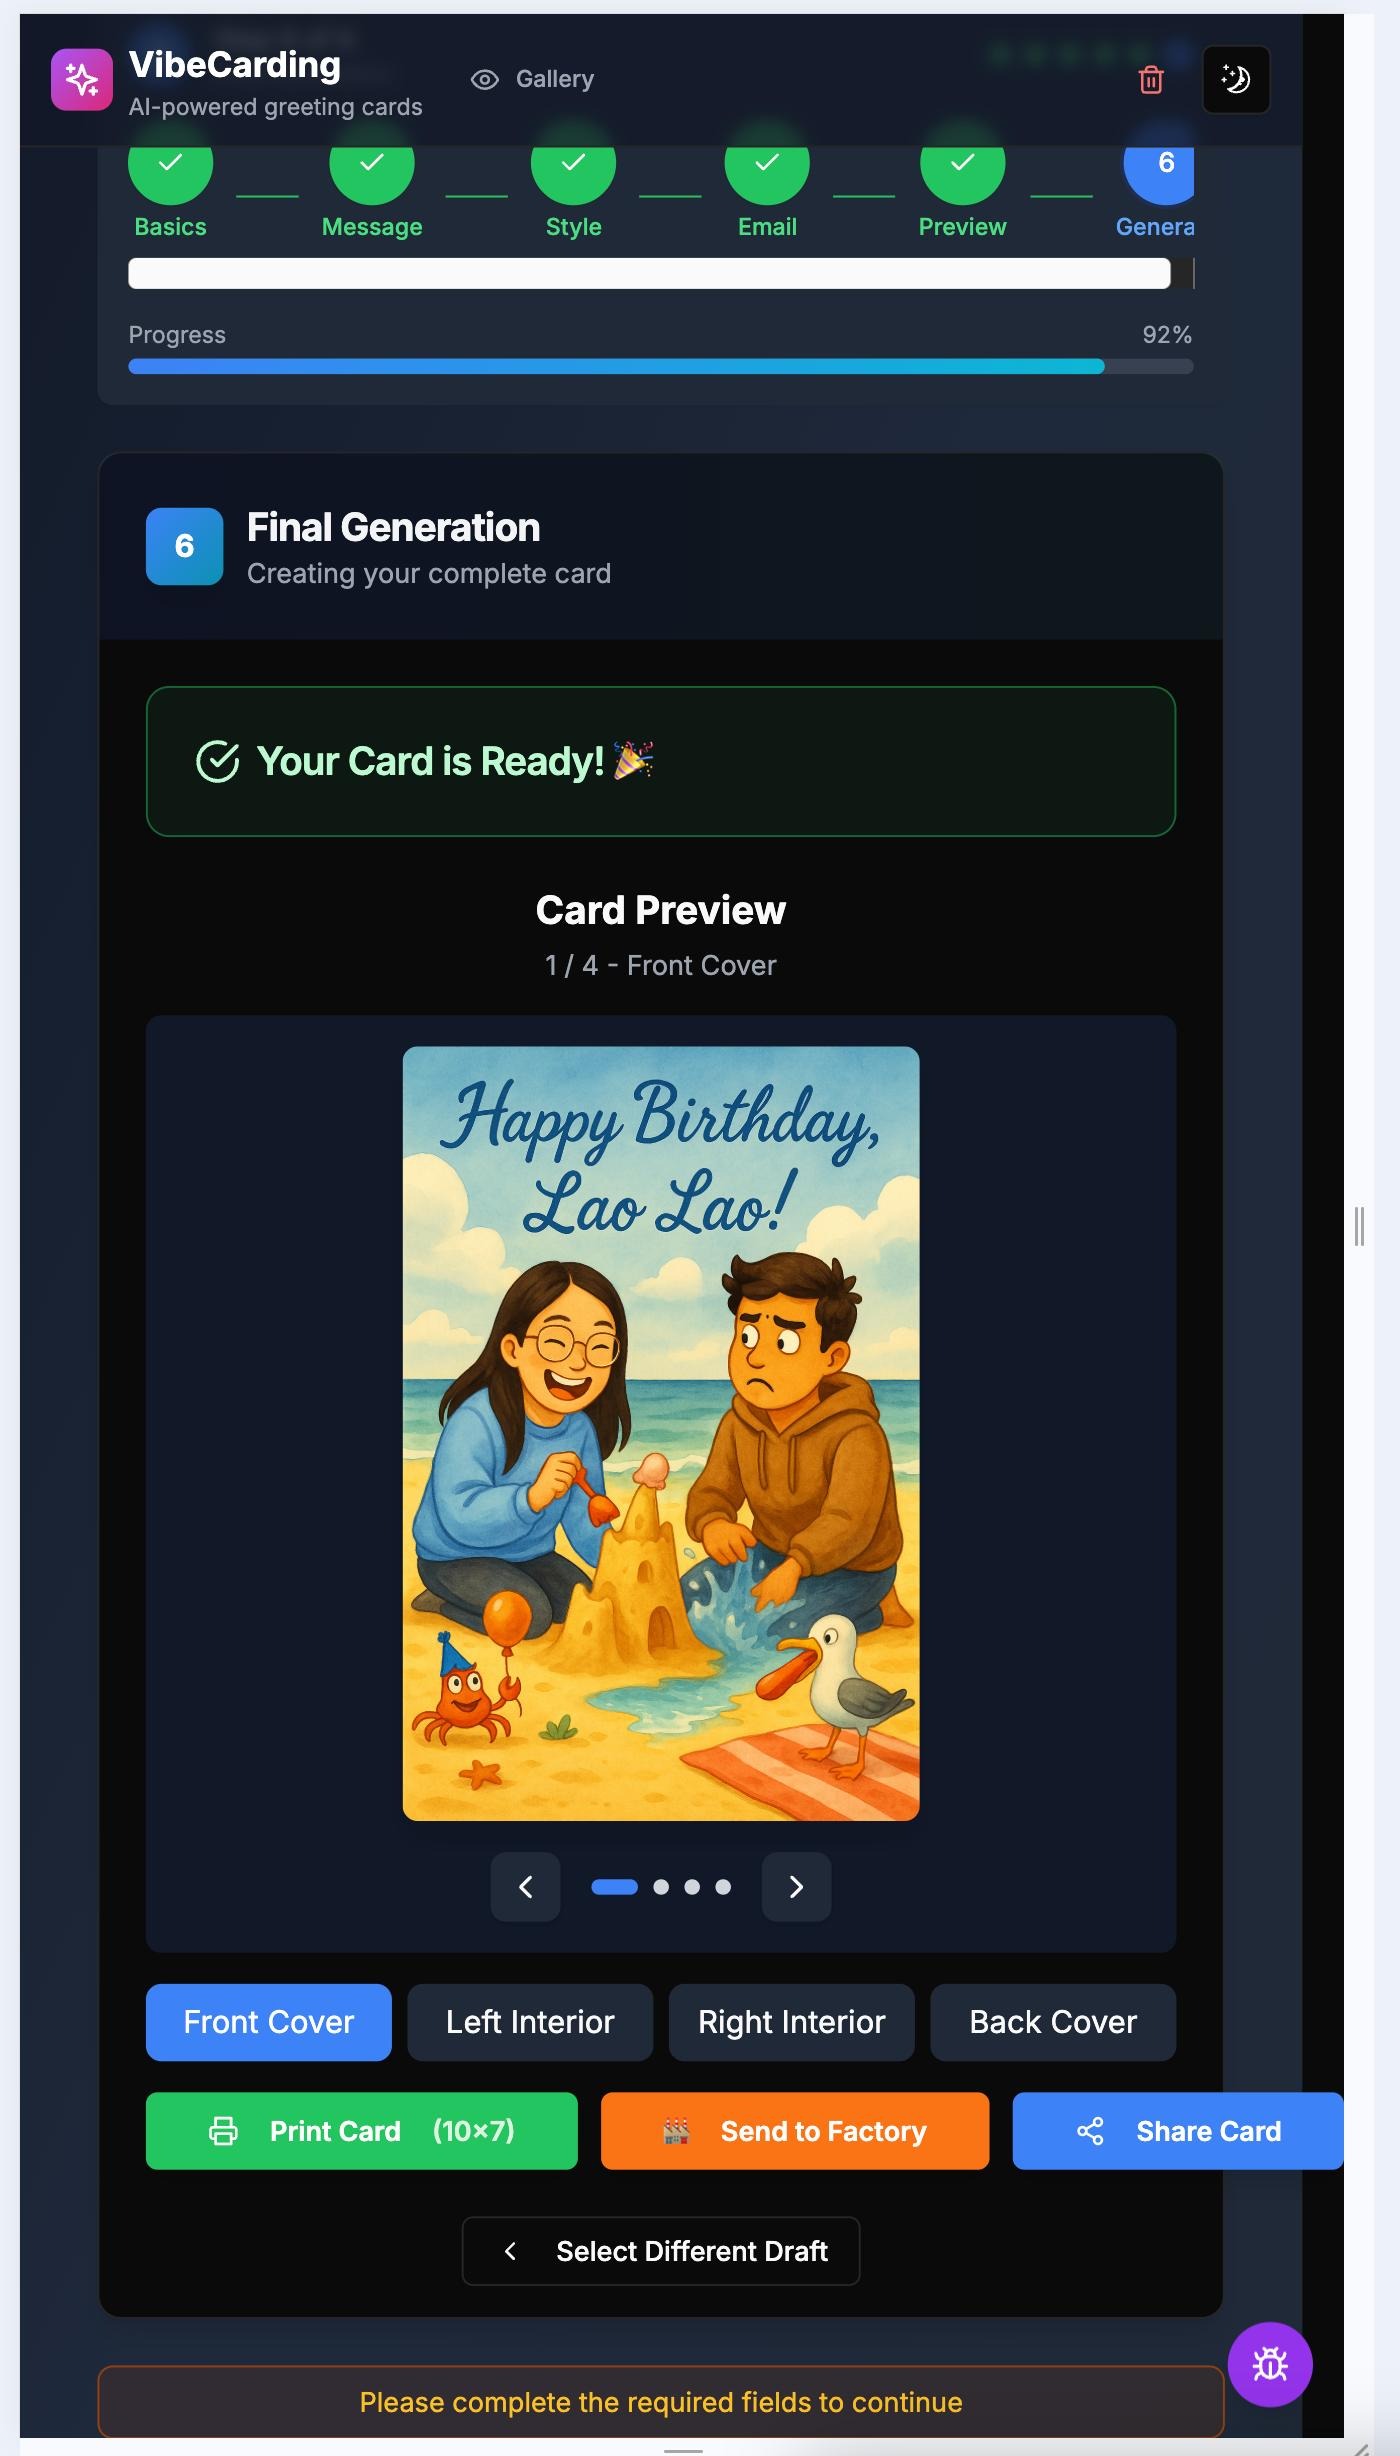 VibeCarding
AI-powered greeting cards
Gallery
6
Basics
Message
Style
Email
Preview
Genera
Progress
92%
6
Final Generation
Creating your complete card
Your Card is Ready! 🎉
Card Preview
1 / 4 - Front Cover
Happy Birthday,
Lao Lao!
Front Cover
Left Interior
Right Interior
Back Cover
Print Card (10×7)
Send to Factory
Share Card
Select Different Draft
Please complete the required fields to continue